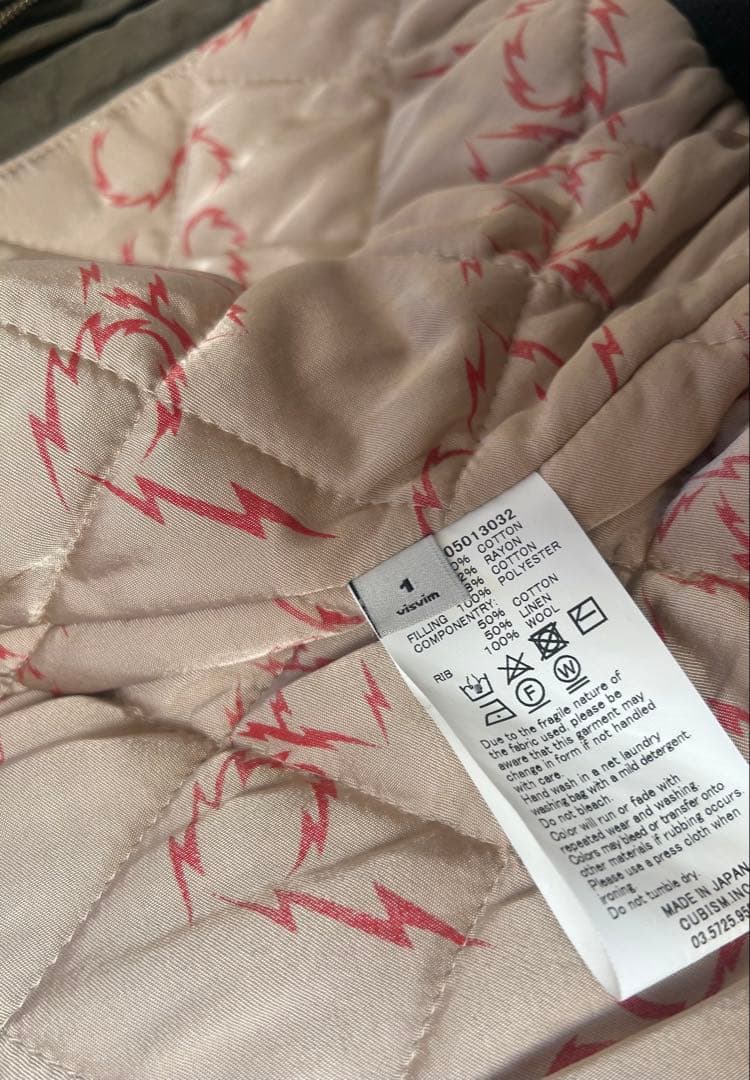 1
visvim
05013032
0% COTTON
2% RAYON
% COTTON
FILLING 100% POLYESTER
COMPONENTRY:
50% COTTON
50% LINEN
RIB 100% WOOL
F W
Due to the fragile nature of
the fabric used, please be
aware that this garment may
change in form if not handled
with care.
Hand wash in a net laundry
washing bag with a mild detergent.
Do not bleach.
Color will run or fade with
repeated wear and washing.
Colors may bleed or transfer onto
other materials if rubbing occurs.
Please use a press cloth when
ironing.
Do not tumble dry.
MADE IN JAPAN
CUBISM.INC
03.5725.95